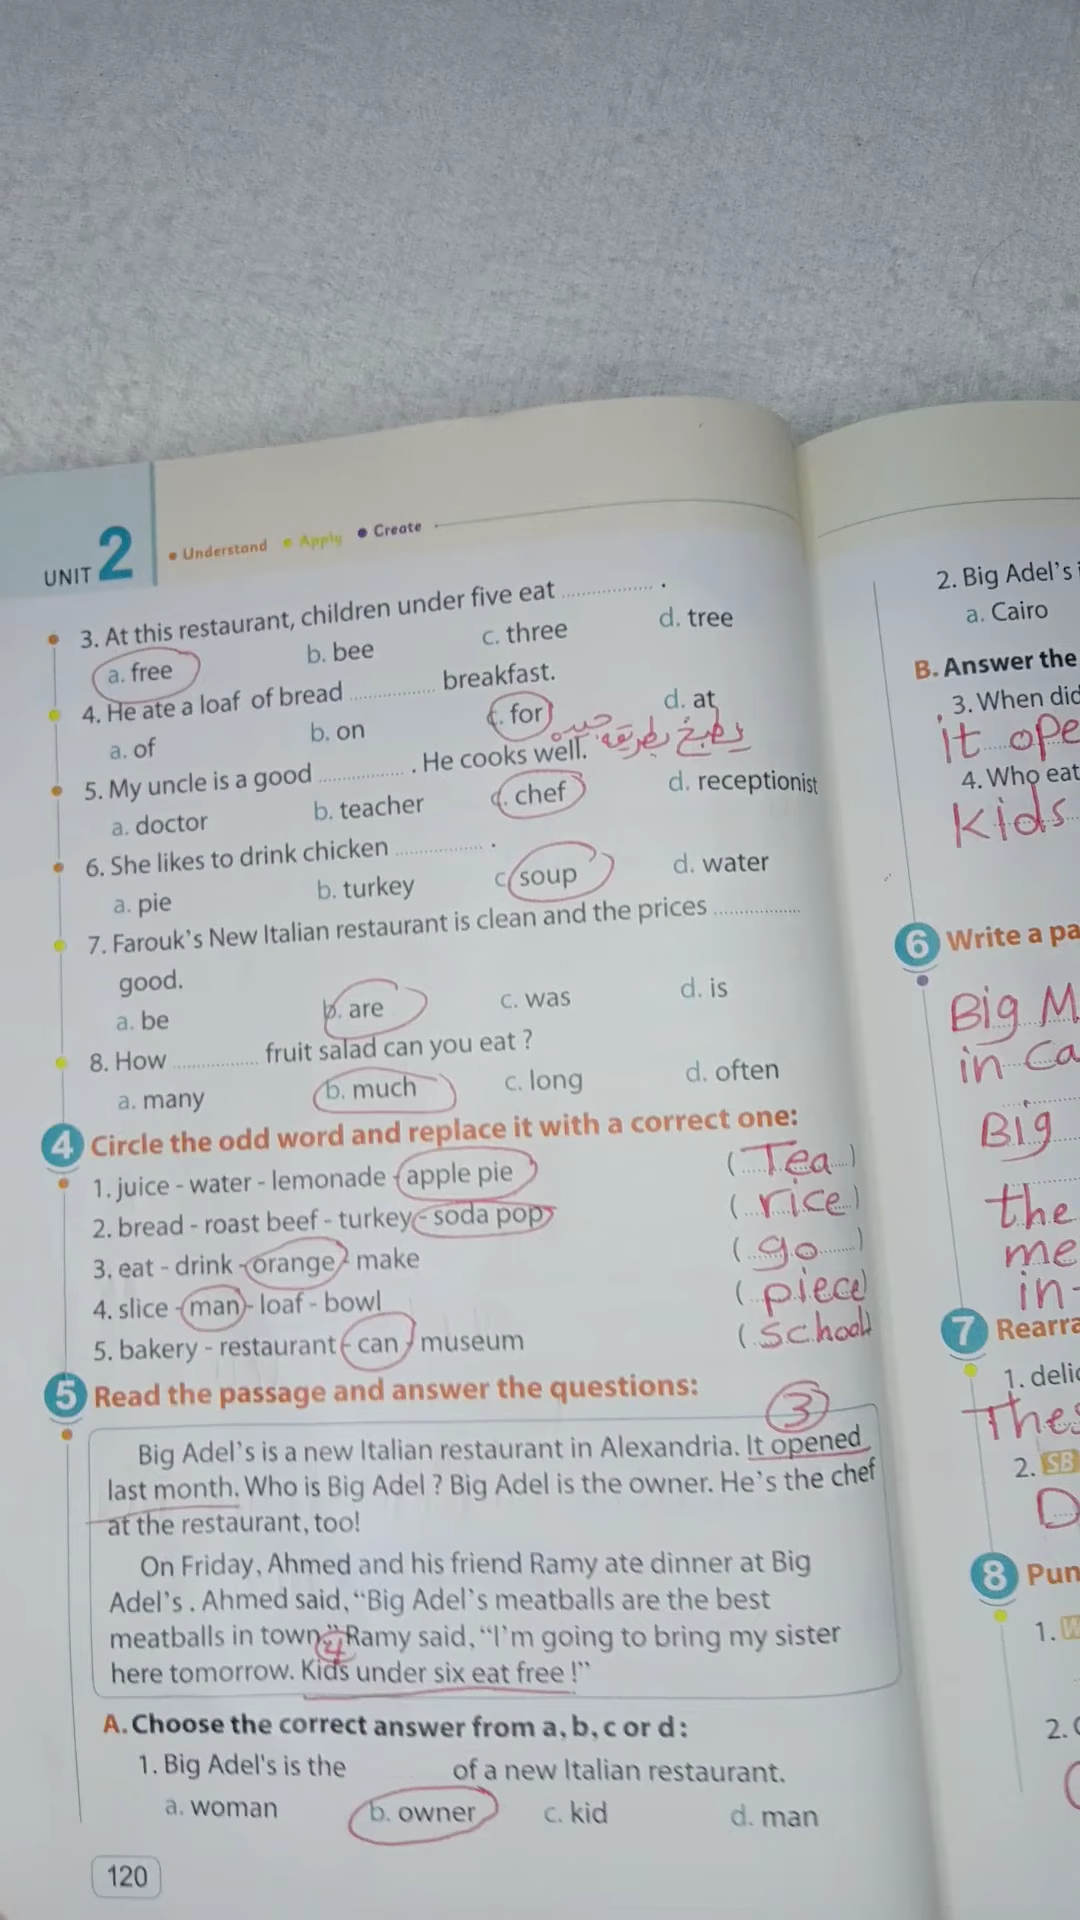 UNIT 2 • Understand • Apply • Create
3. At this restaurant, children under five eat .................. .
a. free b. bee c. three d. tree
4. He ate a loaf of bread ................ breakfast.
a. of b. on c. for d. at
يطبخ بطريقة جيده
5. My uncle is a good ................ . He cooks well.
a. doctor b. teacher c. chef d. receptionist
6. She likes to drink chicken ................ .
a. pie b. turkey c. soup d. water
7. Farouk's New Italian restaurant is clean and the prices ................
good.
a. be b. are c. was d. is
8. How ................ fruit salad can you eat ?
a. many b. much c. long d. often
4 Circle the odd word and replace it with a correct one:
1. juice - water - lemonade - apple pie (Tea)
2. bread - roast beef - turkey - soda pop (rice)
3. eat - drink - orange - make (go)
4. slice - man - loaf - bowl (piece)
5. bakery - restaurant - can - museum (school)
5 Read the passage and answer the questions:
3
Big Adel's is a new Italian restaurant in Alexandria. It opened
last month. Who is Big Adel ? Big Adel is the owner. He's the chef
at the restaurant, too!
On Friday, Ahmed and his friend Ramy ate dinner at Big
Adel's . Ahmed said, "Big Adel's meatballs are the best
meatballs in town." Ramy said, "I'm going to bring my sister
4
here tomorrow. Kids under six eat free !"
A. Choose the correct answer from a, b, c or d :
1. Big Adel's is the of a new Italian restaurant.
a. woman b. owner c. kid d. man
120
2. Big Adel's
a. Cairo
B. Answer the
3. When did
it ope
4. Who eat
Kids
6 Write a pa
Big M
in Ca
Big
the
me
in
7 Rearra
1. delic
Thes
2. SB
D
8 Pun
1. W
2.